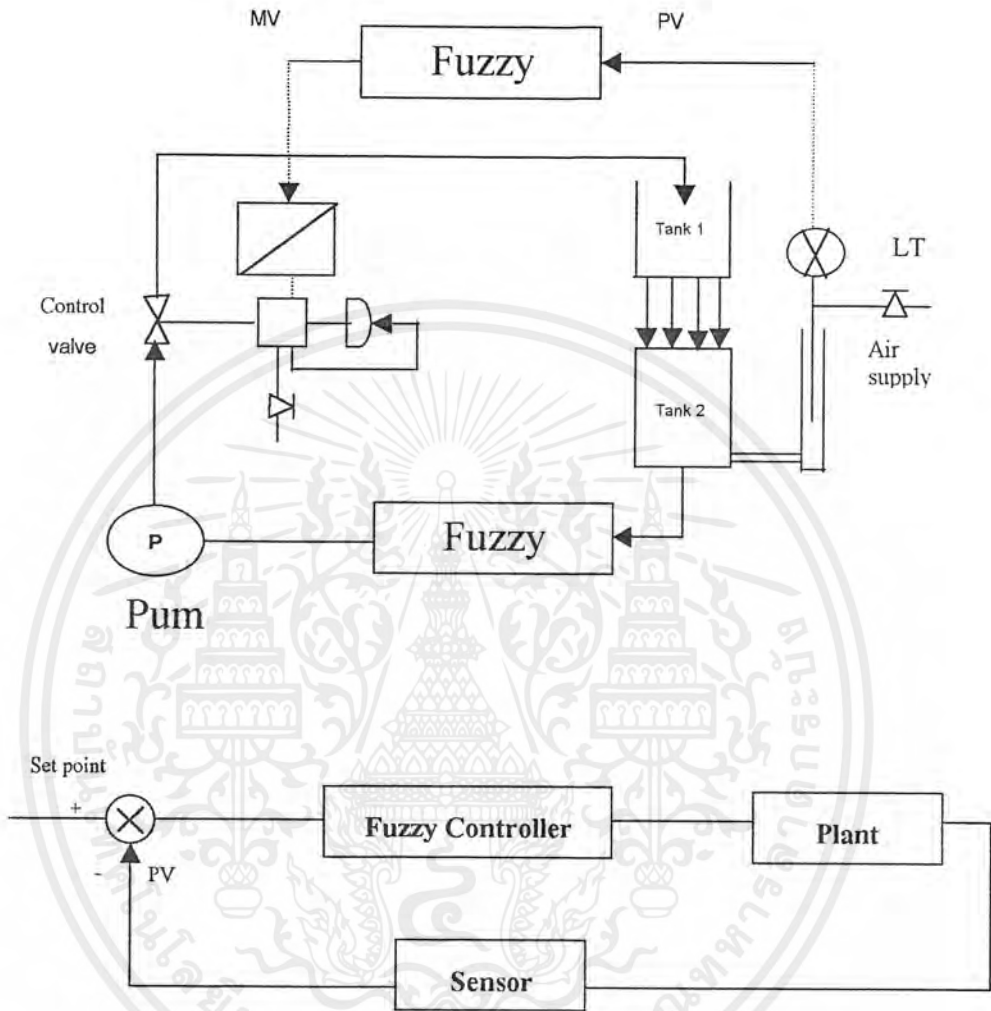 MV
PV
Fuzzy
Tank 1
LT
Control
valve
Air
supply
Tank 2
P
Fuzzy
Pum
Set point
+
Fuzzy Controller
Plant
-
PV
Sensor